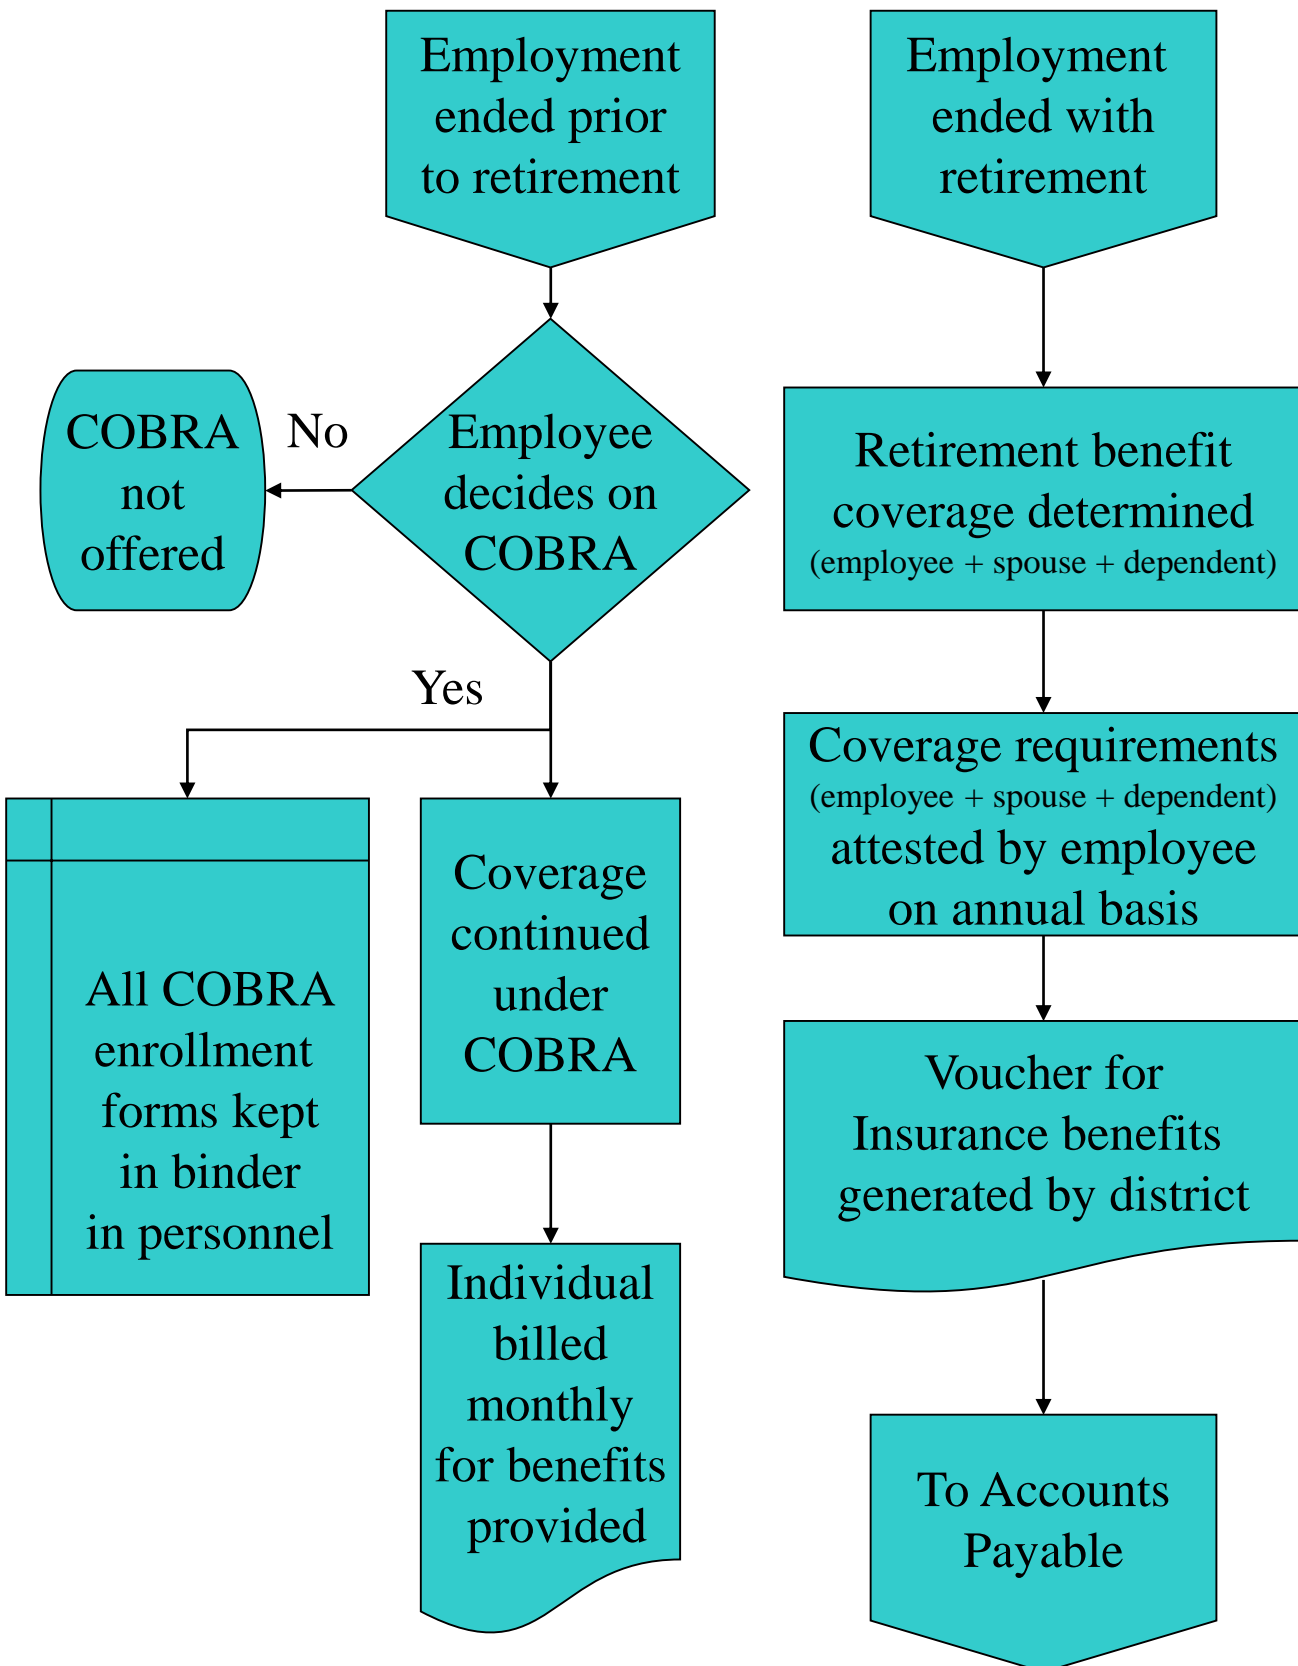 Employment
ended prior
to retirement
Employment
ended with
retirement
COBRA
not
offered
No
Employee
decides on
COBRA
Retirement benefit
coverage determined
(employee + spouse + dependent)
Yes
Coverage requirements
(employee + spouse + dependent)
attested by employee
on annual basis
All COBRA
enrollment
forms kept
in binder
in personnel
Coverage
continued
under
COBRA
Voucher for
Insurance benefits
generated by district
Individual
billed
monthly
for benefits
provided
To Accounts
Payable